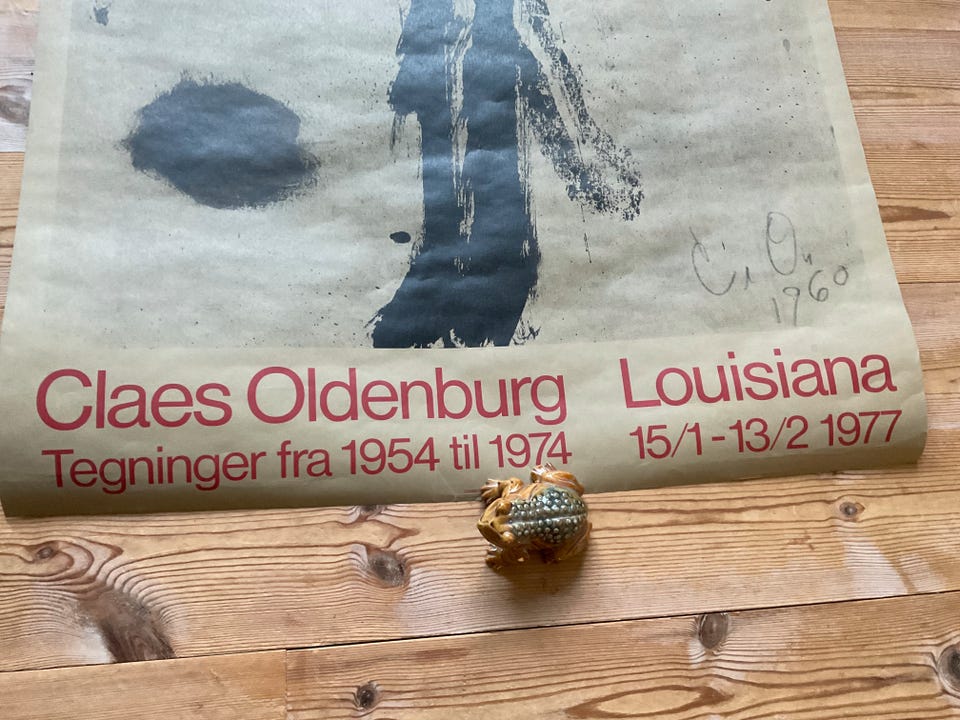 C. O.
1960
Claes Oldenburg Louisiana
Tegninger fra 1954 til 1974 15/1-13/2 1977